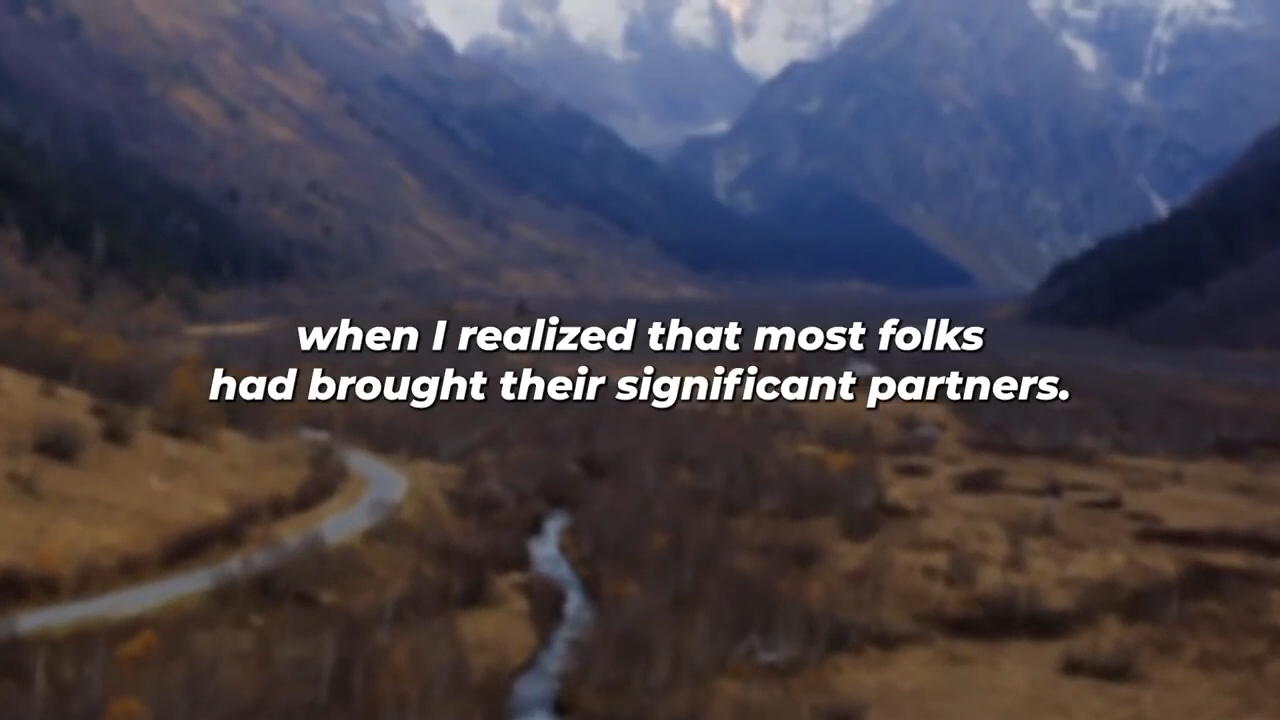 when I realized that most folks
had brought their significant partners.